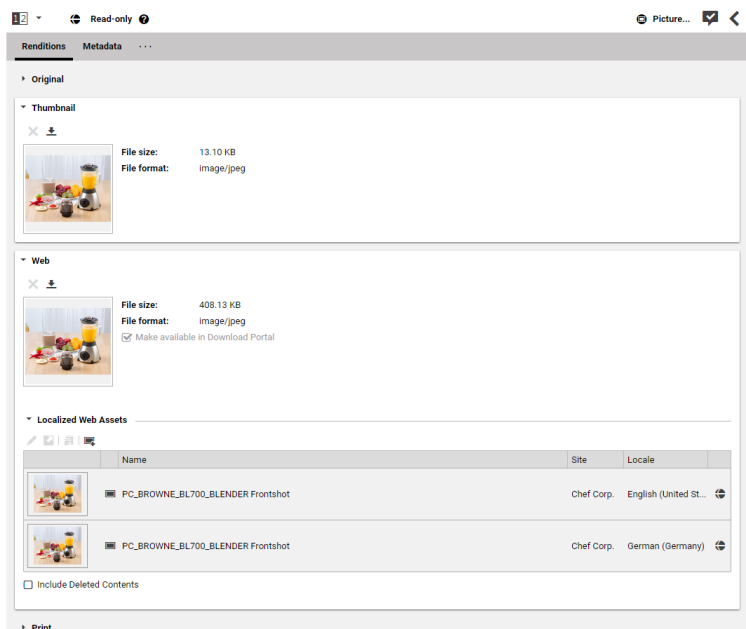 12
Read-only
Picture...
Renditions Metadata ...
Original
Thumbnail
File size: 13.10 KB
File format: image/jpeg
Web
File size: 408.13 KB
File format: image/jpeg
Make available in Download Portal
Localized Web Assets
Name Site Locale
PC_BROWNE_BL700_BLENDER Frontshot Chef Corp. English (United St...
PC_BROWNE_BL700_BLENDER Frontshot Chef Corp. German (Germany)
Include Deleted Contents
Print